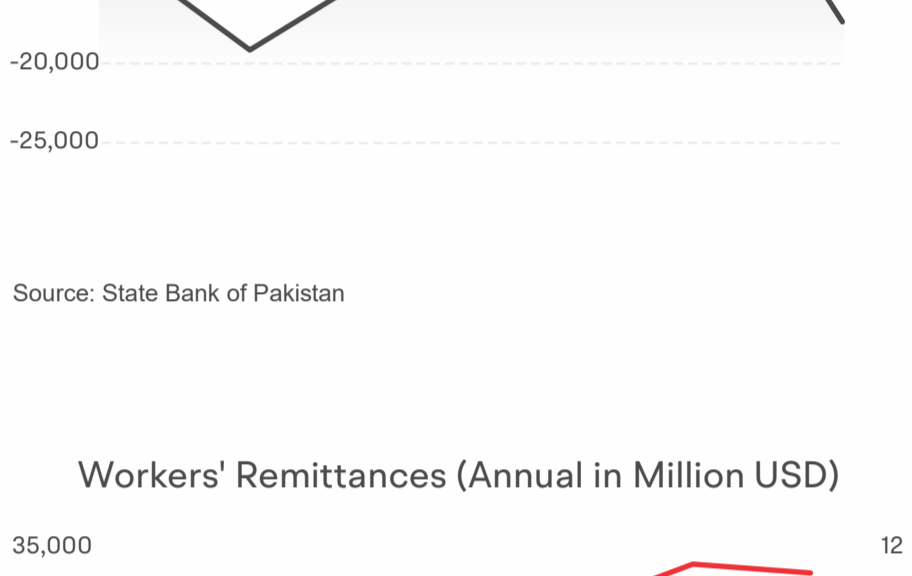 -20,000
-25,000
Source: State Bank of Pakistan
Workers' Remittances (Annual in Million USD)
35,000
12